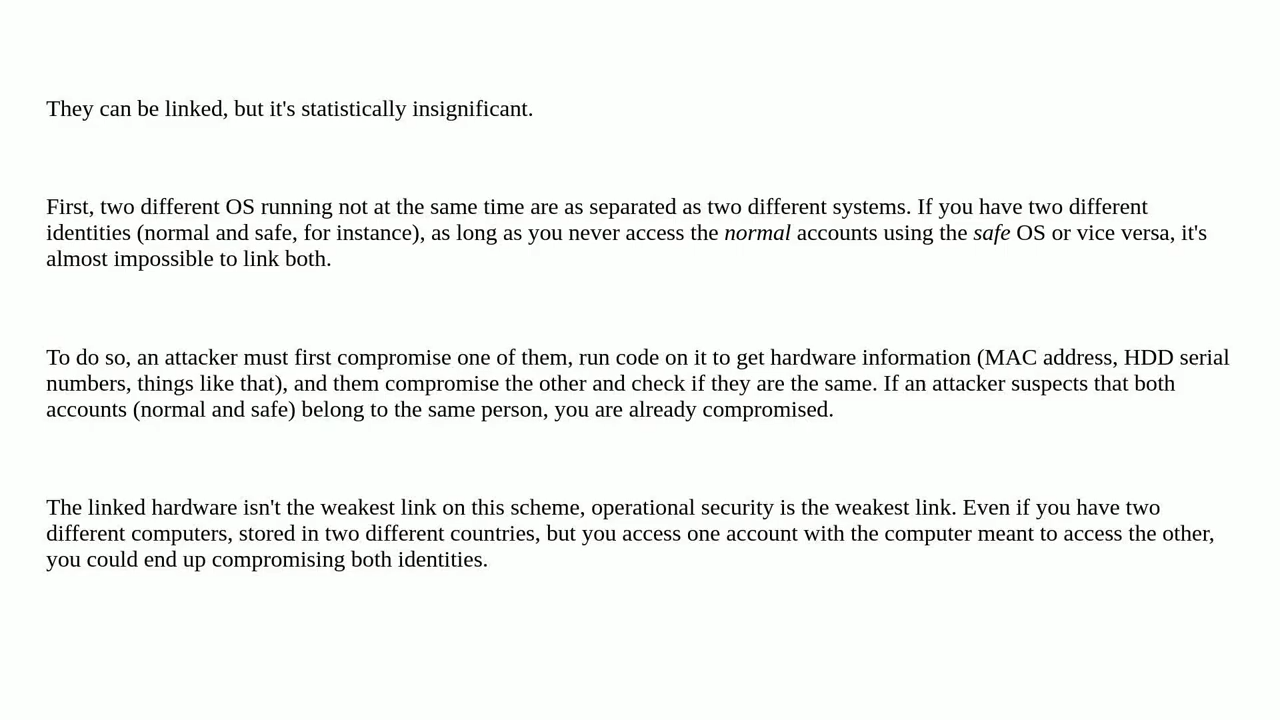 They can be linked, but it's statistically insignificant.
First, two different OS running not at the same time are as separated as two different systems. If you have two different
identities (normal and safe, for instance), as long as you never access the normal accounts using the safe OS or vice versa, it's
almost impossible to link both.
To do so, an attacker must first compromise one of them, run code on it to get hardware information (MAC address, HDD serial
numbers, things like that), and them compromise the other and check if they are the same. If an attacker suspects that both
accounts (normal and safe) belong to the same person, you are already compromised.
The linked hardware isn't the weakest link on this scheme, operational security is the weakest link. Even if you have two
different computers, stored in two different countries, but you access one account with the computer meant to access the other,
you could end up compromising both identities.